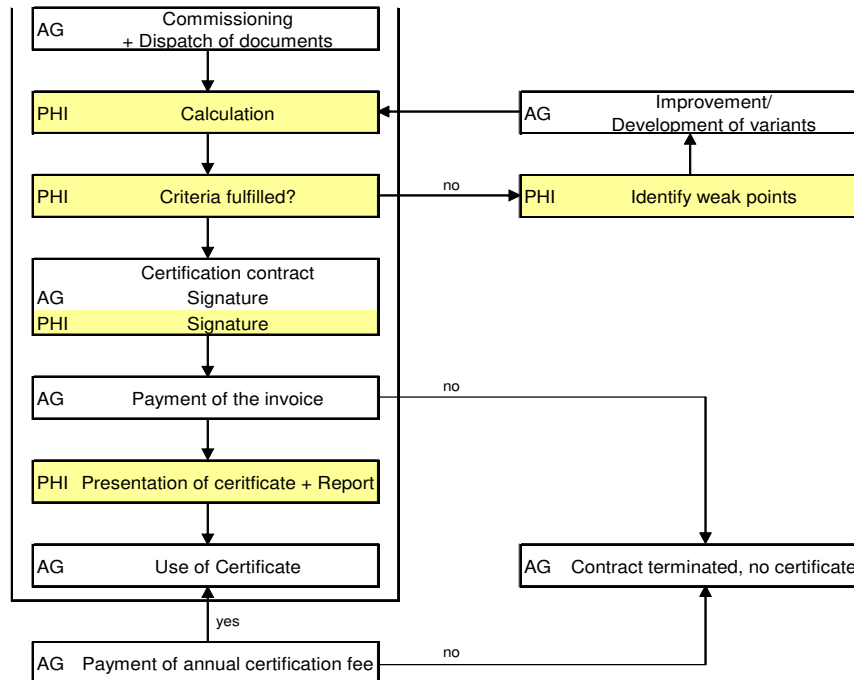 AG Commissioning
+ Dispatch of documents
PHI Calculation
AG Improvement/
Development of variants
PHI Criteria fulfilled?
no
PHI Identify weak points
Certification contract
AG Signature
PHI Signature
AG Payment of the invoice
no
PHI Presentation of ceritficate + Report
AG Use of Certificate
AG Contract terminated, no certificate
yes
AG Payment of annual certification fee
no